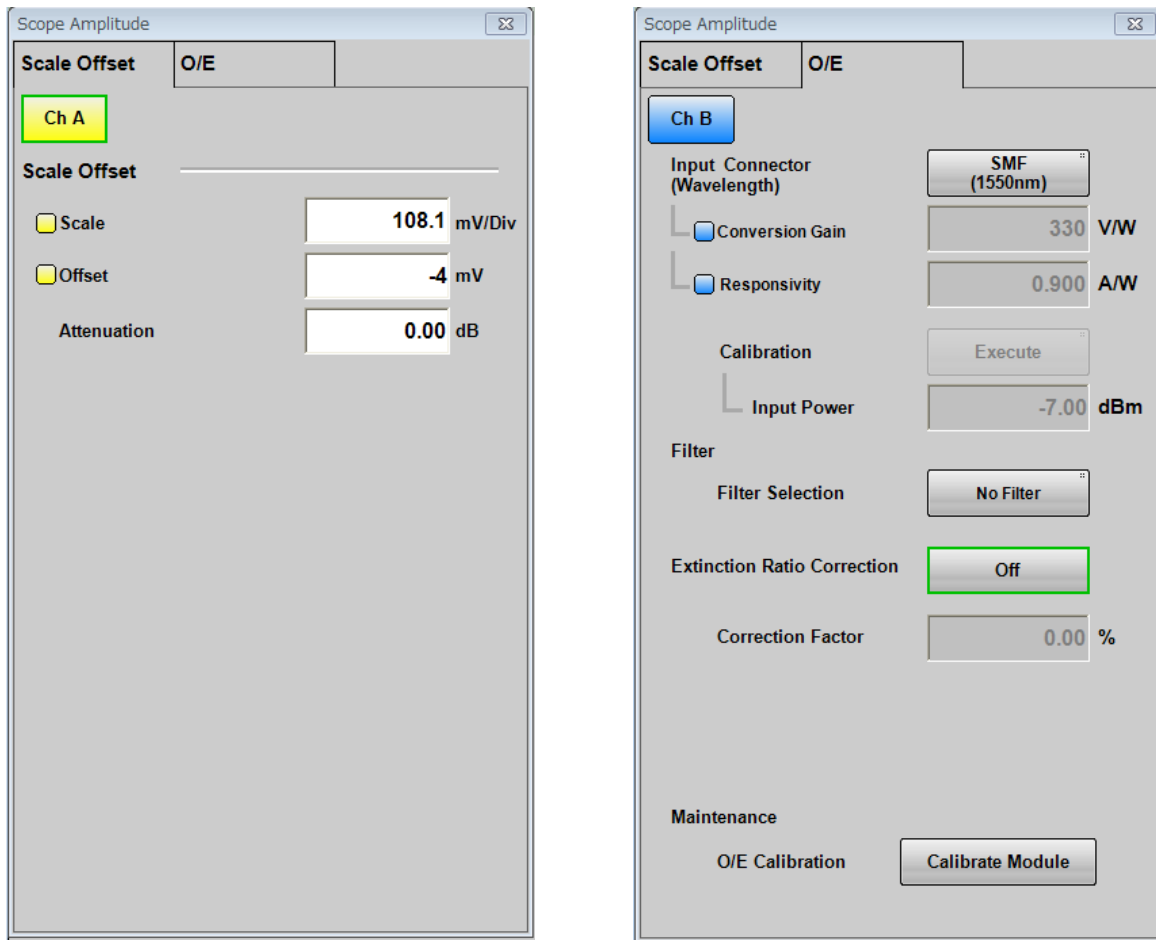 Scope Amplitude
Scale Offset O/E
Ch A
Scale Offset
Scale 108.1 mV/Div
Offset -4 mV
Attenuation 0.00 dB
Scope Amplitude
Scale Offset O/E
Ch B
Input Connector
(Wavelength)
SMF
(1550nm)
Conversion Gain 330 V/W
Responsivity 0.900 A/W
Calibration Execute
Input Power -7.00 dBm
Filter
Filter Selection No Filter
Extinction Ratio Correction Off
Correction Factor 0.00 %
Maintenance
O/E Calibration Calibrate Module